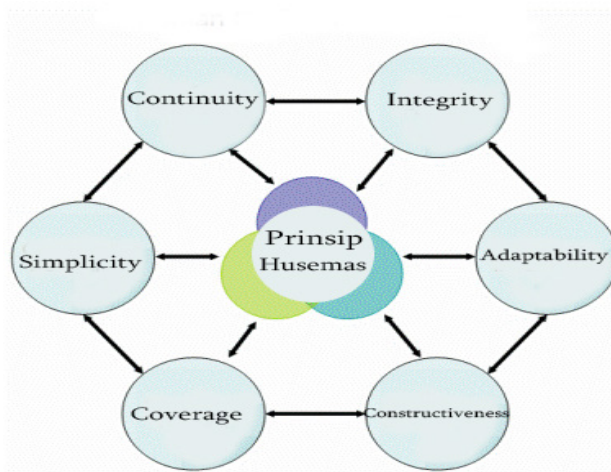 Continuity
Integrity
Prinsip
Husemas
Simplicity
Adaptability
Coverage
Constructiveness